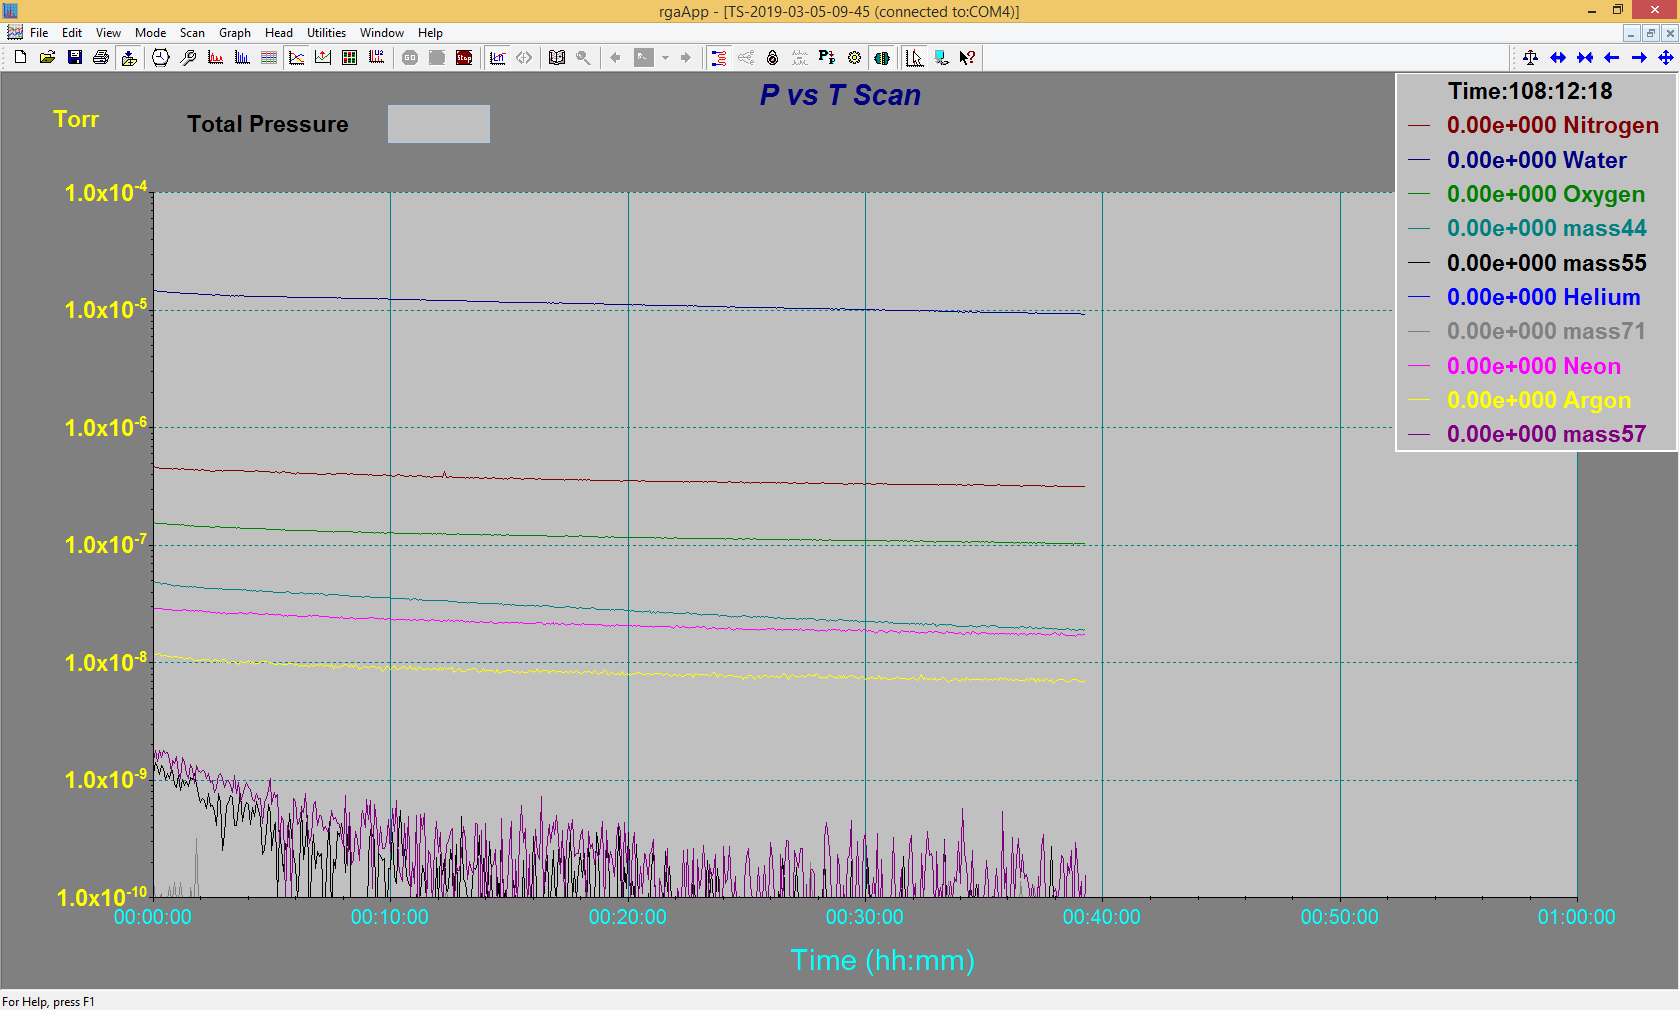 rgaApp - [TS-2019-03-05-09-45 (connected to:COM4)]
File Edit View Mode Scan Graph Head Utilities Window Help
GO Stop
P vs T Scan
Torr
Total Pressure
Time:108:12:18
0.00e+000 Nitrogen
0.00e+000 Water
0.00e+000 Oxygen
0.00e+000 mass44
0.00e+000 mass55
0.00e+000 Helium
0.00e+000 mass71
0.00e+000 Neon
0.00e+000 Argon
0.00e+000 mass57
1.0x10-4
1.0x10-5
1.0x10-6
1.0x10-7
1.0x10-8
1.0x10-9
1.0x10-10
00:00:00 00:10:00 00:20:00 00:30:00 00:40:00 00:50:00 01:00:00
Time (hh:mm)
For Help, press F1